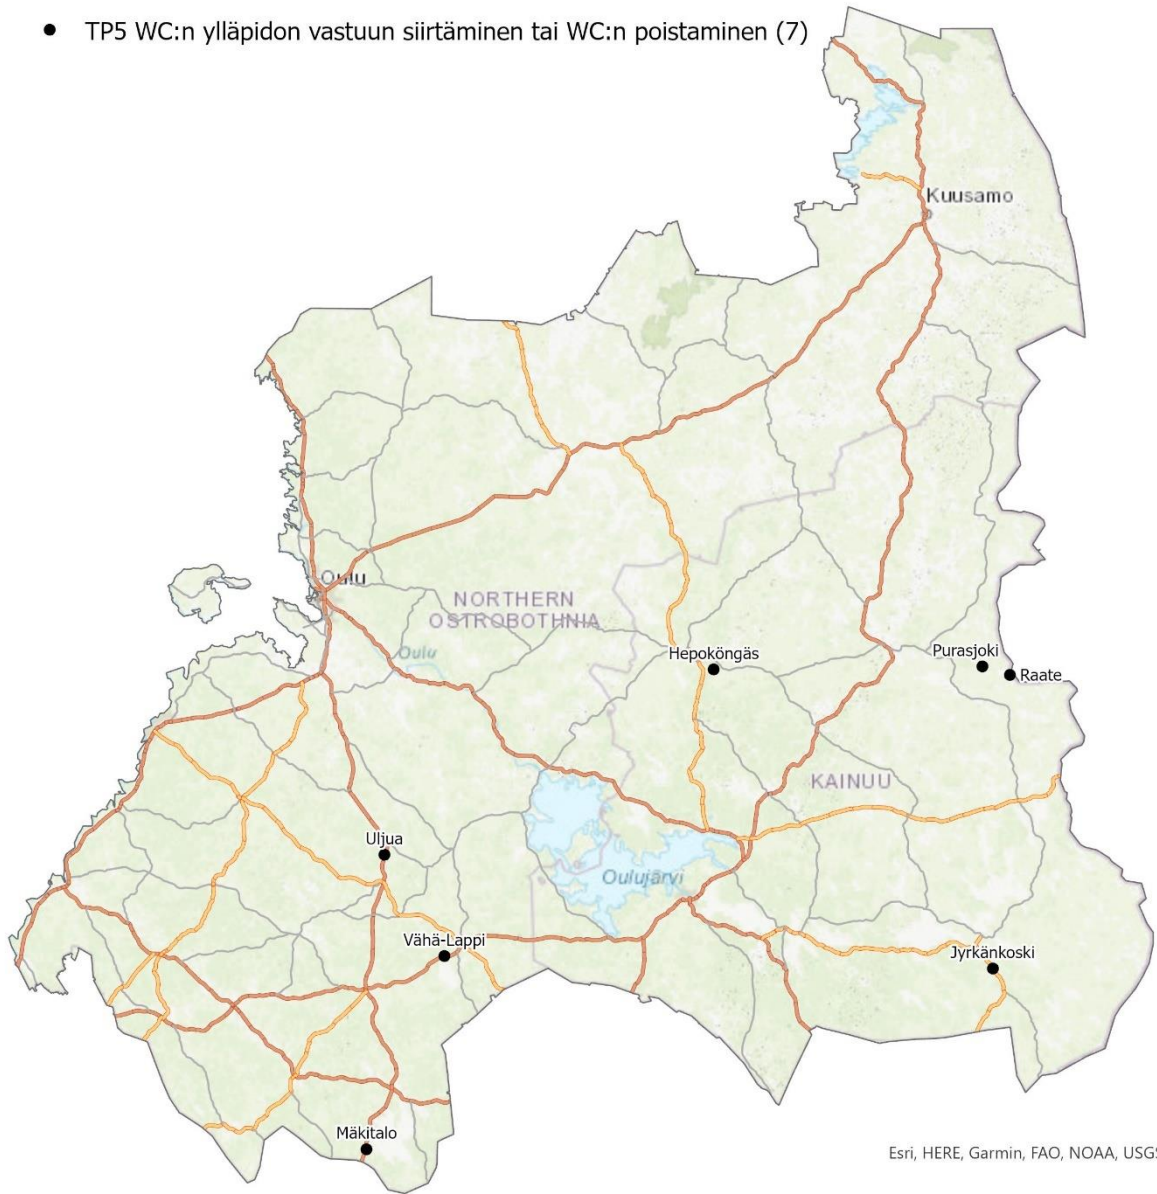 TP5 WC:n ylläpidon vastuun siirtäminen tai WC:n poistaminen (7)
Kuusamo
Oulu
NORTHERN
OSTROBOTHNIA
Oulu
Hepoköngäs
Purasjoki
Raate
KAINUU
Uljua
Oulujärvi
Vähä-Lappi
Jyrkänkoski
Mäkitalo
Esri, HERE, Garmin, FAO, NOAA, USGS